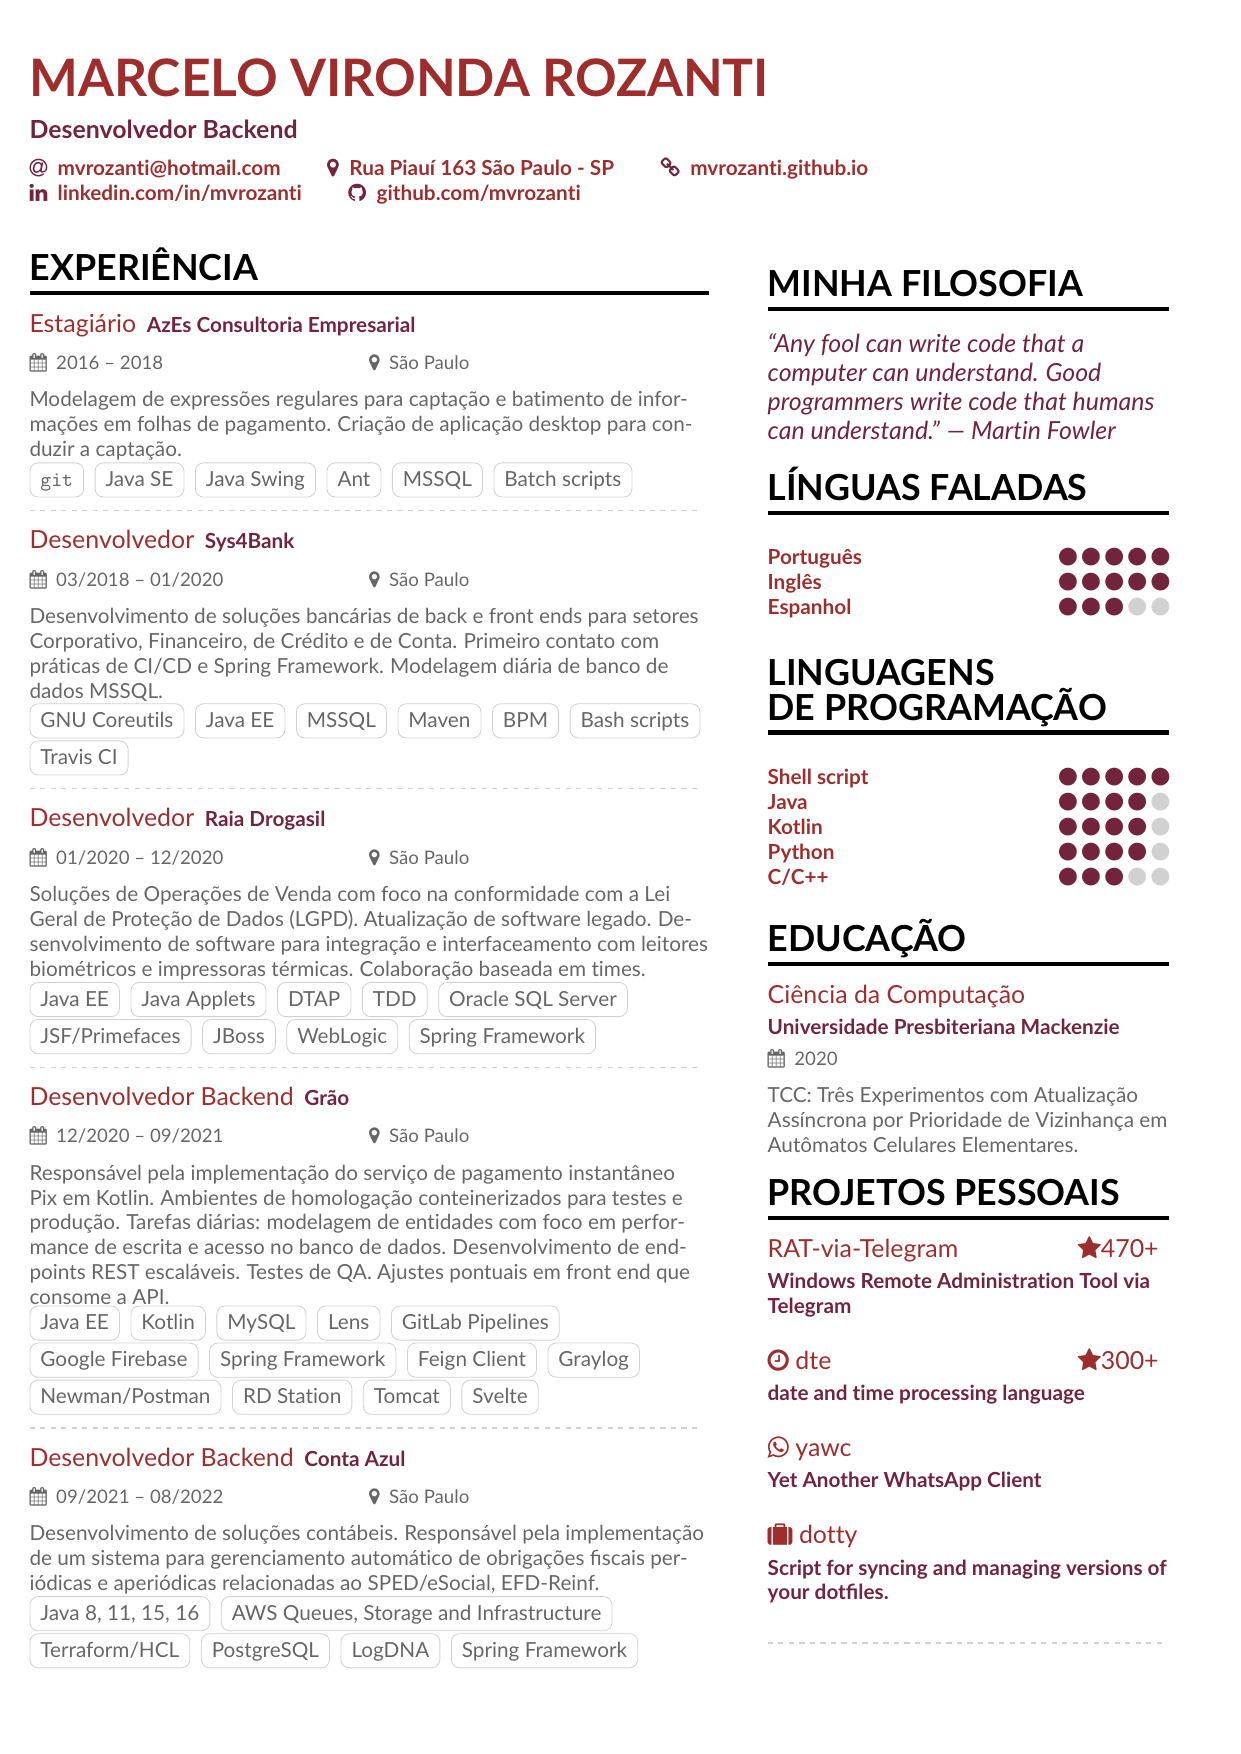 MARCELO VIRONDA ROZANTI
Desenvolvedor Backend
mvrozanti@hotmail.com Rua Piauí 163 São Paulo - SP mvrozanti.github.io
linkedin.com/in/mvrozanti github.com/mvrozanti
EXPERIÊNCIA
Estagiário AzEs Consultoria Empresarial
2016 – 2018 São Paulo
Modelagem de expressões regulares para captação e batimento de infor-
mações em folhas de pagamento. Criação de aplicação desktop para con-
duzir a captação.
git Java SE Java Swing Ant MSSQL Batch scripts
Desenvolvedor Sys4Bank
03/2018 – 01/2020 São Paulo
Desenvolvimento de soluções bancárias de back e front ends para setores
Corporativo, Financeiro, de Crédito e de Conta. Primeiro contato com
práticas de CI/CD e Spring Framework. Modelagem diária de banco de
dados MSSQL.
GNU Coreutils Java EE MSSQL Maven BPM Bash scripts
Travis CI
Desenvolvedor Raia Drogasil
01/2020 – 12/2020 São Paulo
Soluções de Operações de Venda com foco na conformidade com a Lei
Geral de Proteção de Dados (LGPD). Atualização de software legado. De-
senvolvimento de software para integração e interfaceamento com leitores
biométricos e impressoras térmicas. Colaboração baseada em times.
Java EE Java Applets DTAP TDD Oracle SQL Server
JSF/Primefaces JBoss WebLogic Spring Framework
Desenvolvedor Backend Grão
12/2020 – 09/2021 São Paulo
Responsável pela implementação do serviço de pagamento instantâneo
Pix em Kotlin. Ambientes de homologação conteinerizados para testes e
produção. Tarefas diárias: modelagem de entidades com foco em perfor-
mance de escrita e acesso no banco de dados. Desenvolvimento de end-
points REST escaláveis. Testes de QA. Ajustes pontuais em front end que
consome a API.
Java EE Kotlin MySQL Lens GitLab Pipelines
Google Firebase Spring Framework Feign Client Graylog
Newman/Postman RD Station Tomcat Svelte
Desenvolvedor Backend Conta Azul
09/2021 – 08/2022 São Paulo
Desenvolvimento de soluções contábeis. Responsável pela implementação
de um sistema para gerenciamento automático de obrigações fiscais per-
iódicas e aperiódicas relacionadas ao SPED/eSocial, EFD-Reinf.
Java 8, 11, 15, 16 AWS Queues, Storage and Infrastructure
Terraform/HCL PostgreSQL LogDNA Spring Framework
MINHA FILOSOFIA
“Any fool can write code that a
computer can understand. Good
programmers write code that humans
can understand.” — Martin Fowler
LÍNGUAS FALADAS
Português
Inglês
Espanhol
LINGUAGENS
DE PROGRAMAÇÃO
Shell script
Java
Kotlin
Python
C/C++
EDUCAÇÃO
Ciência da Computação
Universidade Presbiteriana Mackenzie
2020
TCC: Três Experimentos com Atualização
Assíncrona por Prioridade de Vizinhança em
Autômatos Celulares Elementares.
PROJETOS PESSOAIS
RAT-via-Telegram 470+
Windows Remote Administration Tool via
Telegram
dte 300+
date and time processing language
yawc
Yet Another WhatsApp Client
dotty
Script for syncing and managing versions of
your dotfiles.